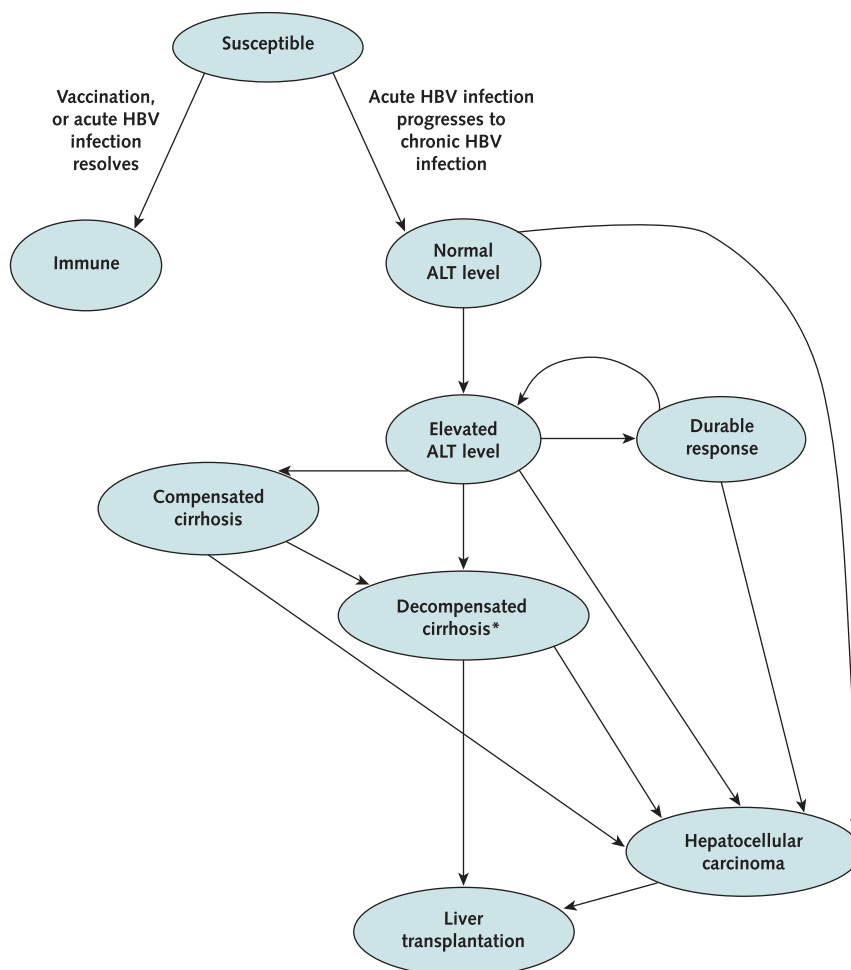 Susceptible
Vaccination,
or acute HBV
infection
resolves
Acute HBV infection
progresses to
chronic HBV
infection
Immune
Normal
ALT level
Elevated
ALT level
Durable
response
Compensated
cirrhosis
Decompensated
cirrhosis*
Hepatocellular
carcinoma
Liver
transplantation